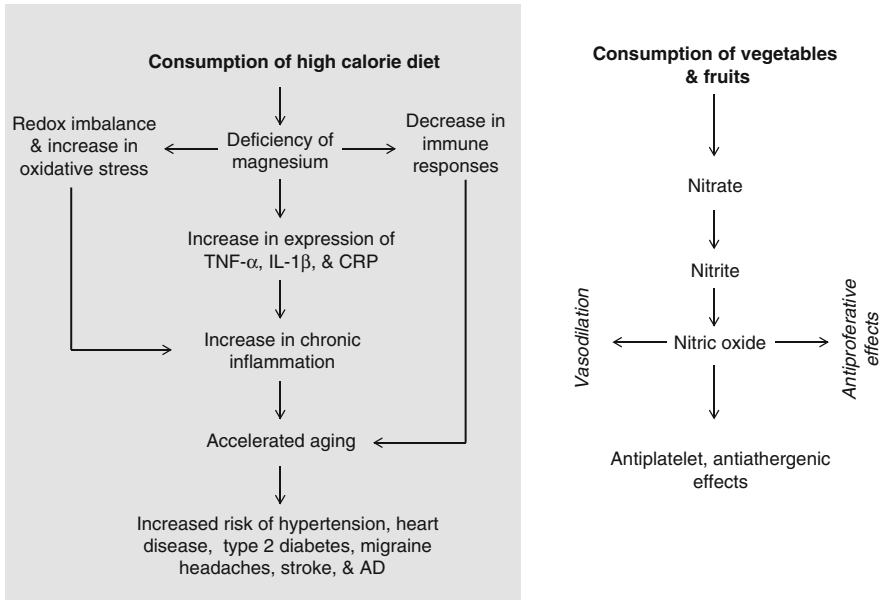 Consumption of high calorie diet
Redox imbalance
& increase in
oxidative stress
Deficiency of
magnesium
Decrease in
immune
responses
Increase in expression of
TNF-α, IL-1β, & CRP
Increase in chronic
inflammation
Accelerated aging
Increased risk of hypertension, heart
disease, type 2 diabetes, migraine
headaches, stroke, & AD
Consumption of vegetables
& fruits
Nitrate
Nitrite
Vasodilation
Nitric oxide
Antiproferative
effects
Antiplatelet, antiathergenic
effects